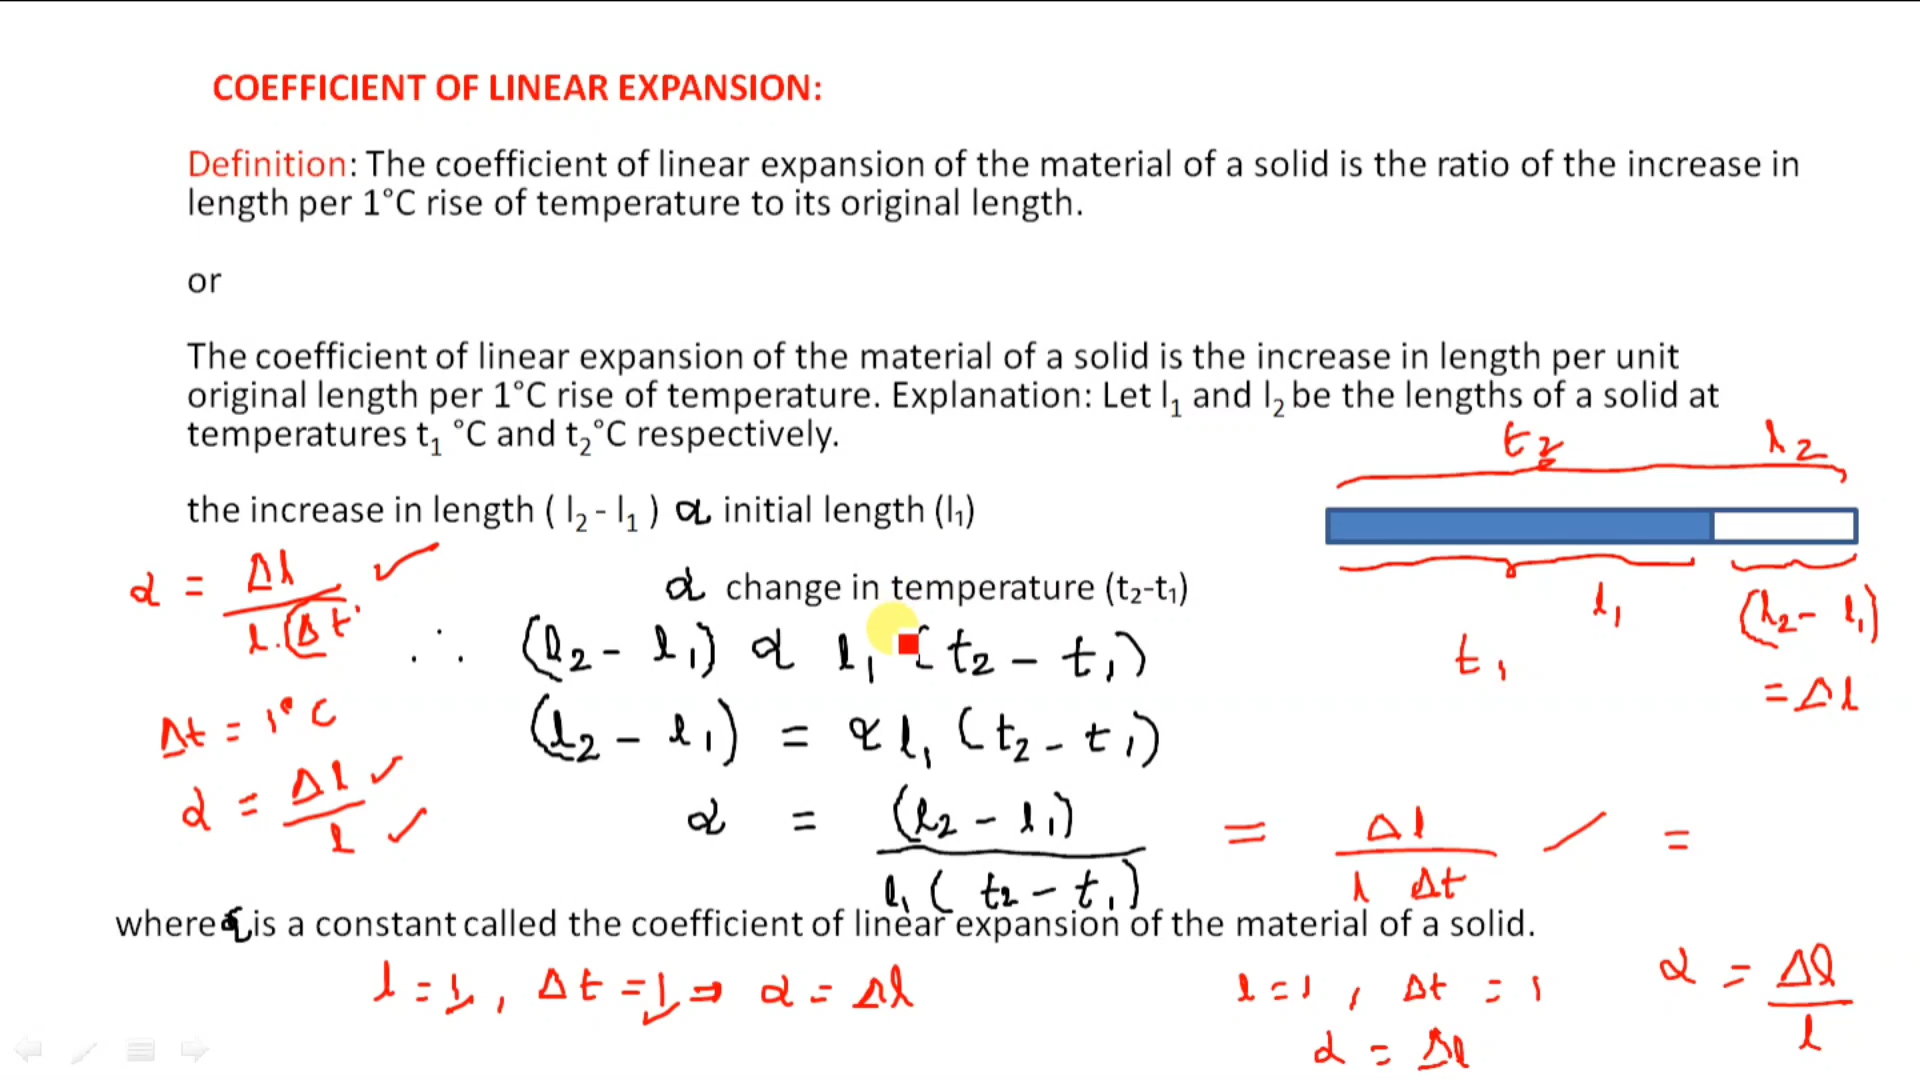 COEFFICIENT OF LINEAR EXPANSION:
Definition: The coefficient of linear expansion of the material of a solid is the ratio of the increase in
length per 1°C rise of temperature to its original length.
or
The coefficient of linear expansion of the material of a solid is the increase in length per unit
original length per 1°C rise of temperature. Explanation: Let l₁ and l₂ be the lengths of a solid at
temperatures t₁ °C and t₂°C respectively.
t₂ l₂
the increase in length ( l₂ - l₁ ) α initial length (l₁)
α = Δl / l.(Δt
α change in temperature (t₂-t₁)
l₁ (l₂ - l₁)
∴ (l₂ - l₁) α l₁ (t₂ - t₁)
t₁ = Δl
Δt = 1°C
(l₂ - l₁) = α l₁ (t₂ - t₁)
α = Δl / l
α = (l₂ - l₁) / l₁ (t₂ - t₁) = Δl / l Δt =
where is a constant called the coefficient of linear expansion of the material of a solid.
l = 1, Δt = 1 ⇒ α = Δl
l = 1, Δt = 1
α = Δl
α = Δl / l